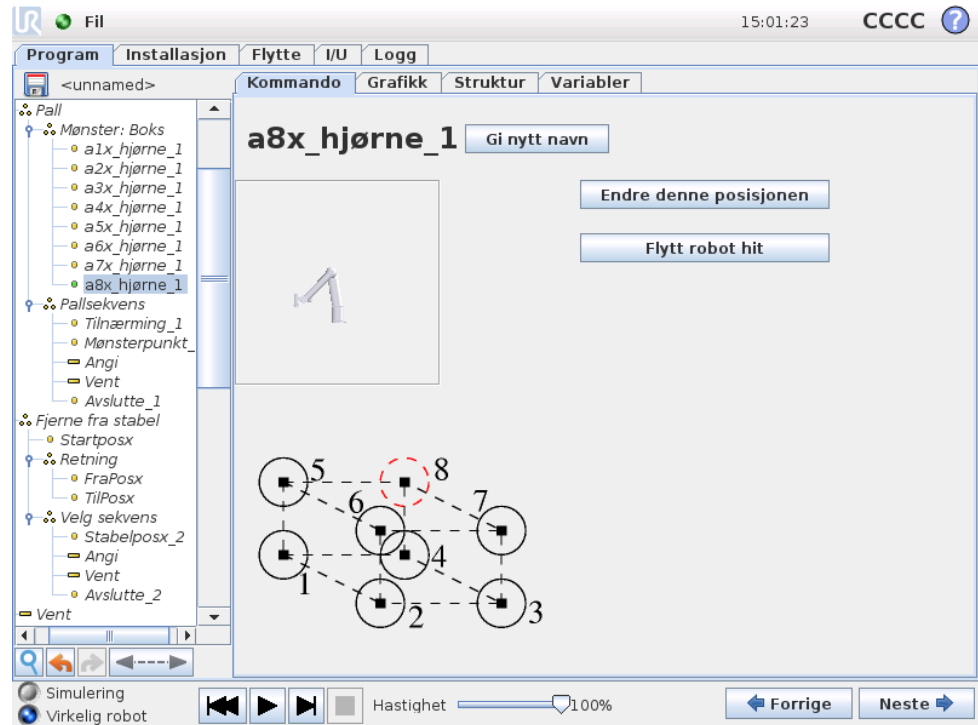 UR Fil 15:01:23 CCCC ?
Program Installasjon Flytte I/U Logg
<unnamed>
Kommando Grafikk Struktur Variabler
Pall
Mønster: Boks
a1x_hjørne_1
a2x_hjørne_1
a3x_hjørne_1
a4x_hjørne_1
a5x_hjørne_1
a6x_hjørne_1
a7x_hjørne_1
a8x_hjørne_1
Pallsekvens
Tilnærming_1
Mønsterpunkt_
Angi
Vent
Avslutte_1
Fjerne fra stabel
Startposx
Retning
FraPosx
TilPosx
Velg sekvens
Stabelposx_2
Angi
Vent
Avslutte_2
Vent
a8x_hjørne_1 Gi nytt navn
Endre denne posisjonen
Flytt robot hit
5 8
6 7
1 4
2 3
Simulering
Virkelig robot
Hastighet 100%
Forrige Neste